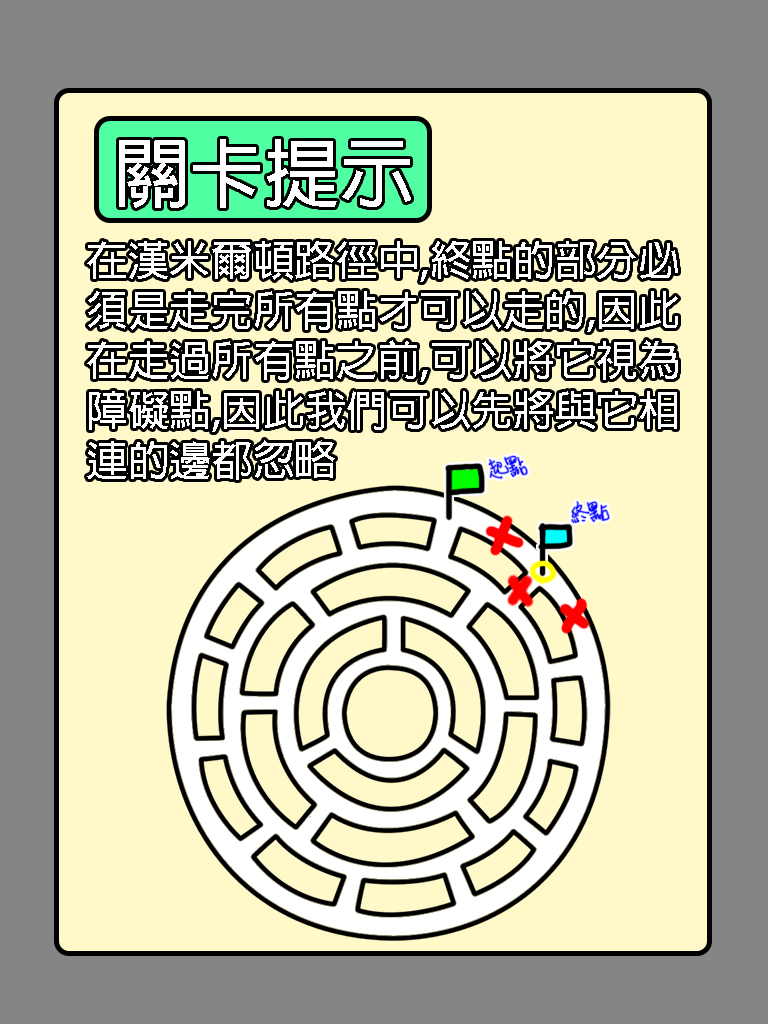 關卡提示
在漢米爾頓路徑中,終點的部分必
須是走完所有點才可以走的,因此
在走過所有點之前,可以將它視為
障礙點,因此我們可以先將與它相
連的邊都忽略
起點
終點